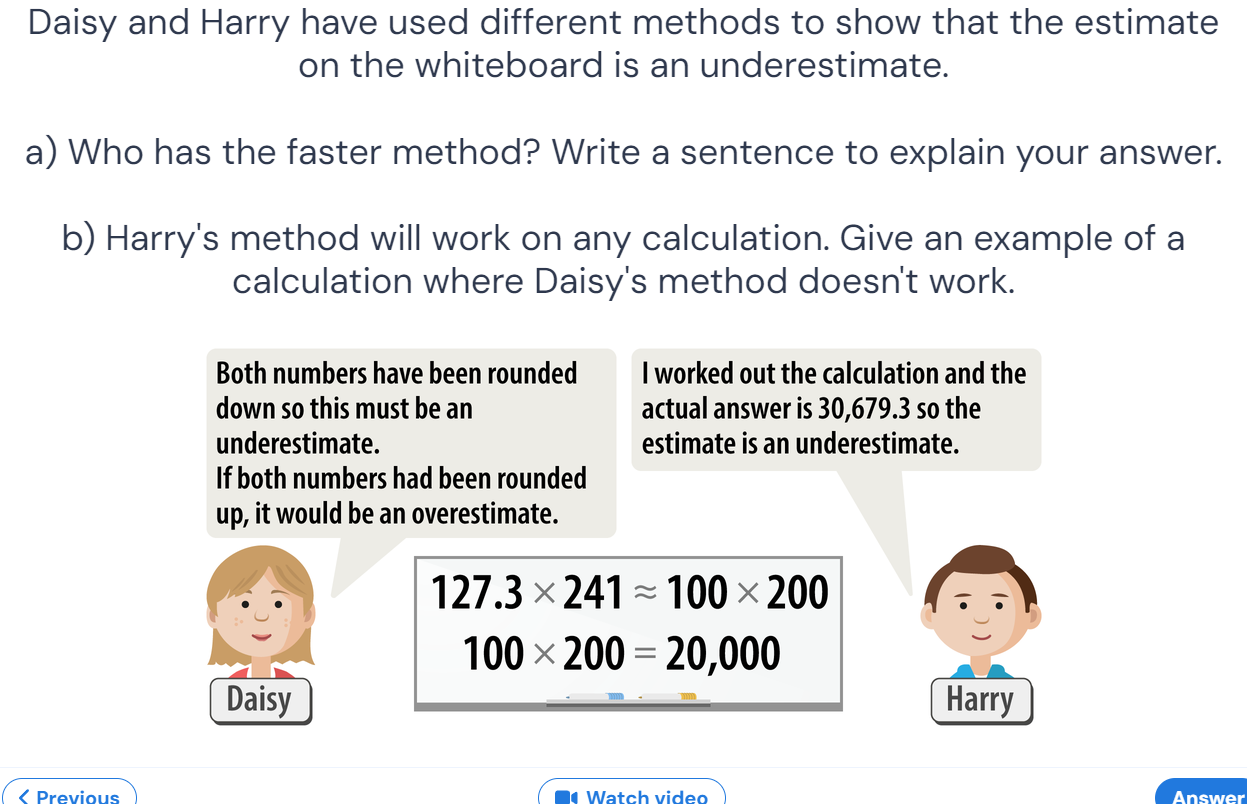 Daisy and Harry have used different methods to show that the estimate
on the whiteboard is an underestimate.
a) Who has the faster method? Write a sentence to explain your answer.
b) Harry's method will work on any calculation. Give an example of a
calculation where Daisy's method doesn't work.
Both numbers have been rounded
down so this must be an
underestimate.
If both numbers had been rounded
up, it would be an overestimate.
I worked out the calculation and the
actual answer is 30,679.3 so the
estimate is an underestimate.
127.3 × 241 ≈ 100 × 200
100 × 200 = 20,000
Daisy
Harry
Previous
Watch video
Answer